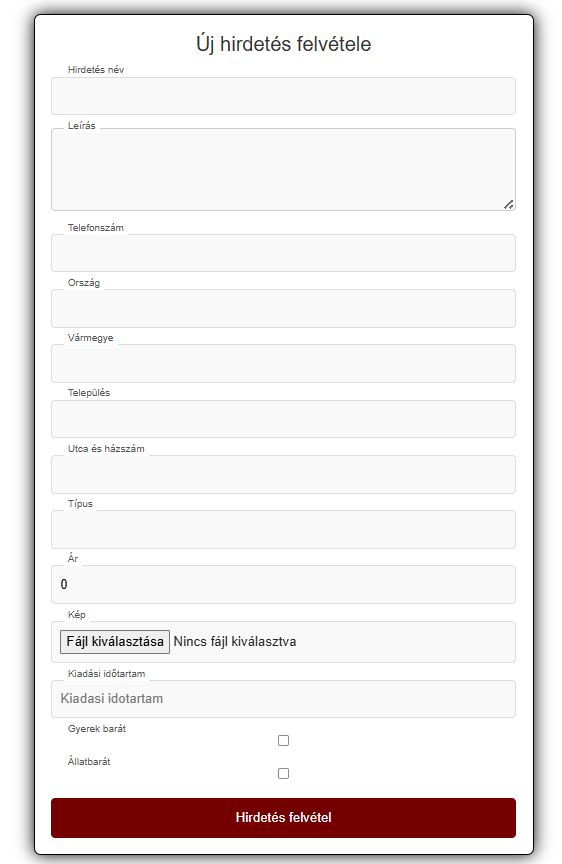 Új hirdetés felvétele
Hirdetés név
Leírás
Telefonszám
Ország
Vármegye
Település
Utca és házszám
Típus
Ár
0
Kép
Fájl kiválasztása Nincs fájl kiválasztva
Kiadási időtartam
Kiadasi idotartam
Gyerek barát
Állatbarát
Hirdetés felvétel